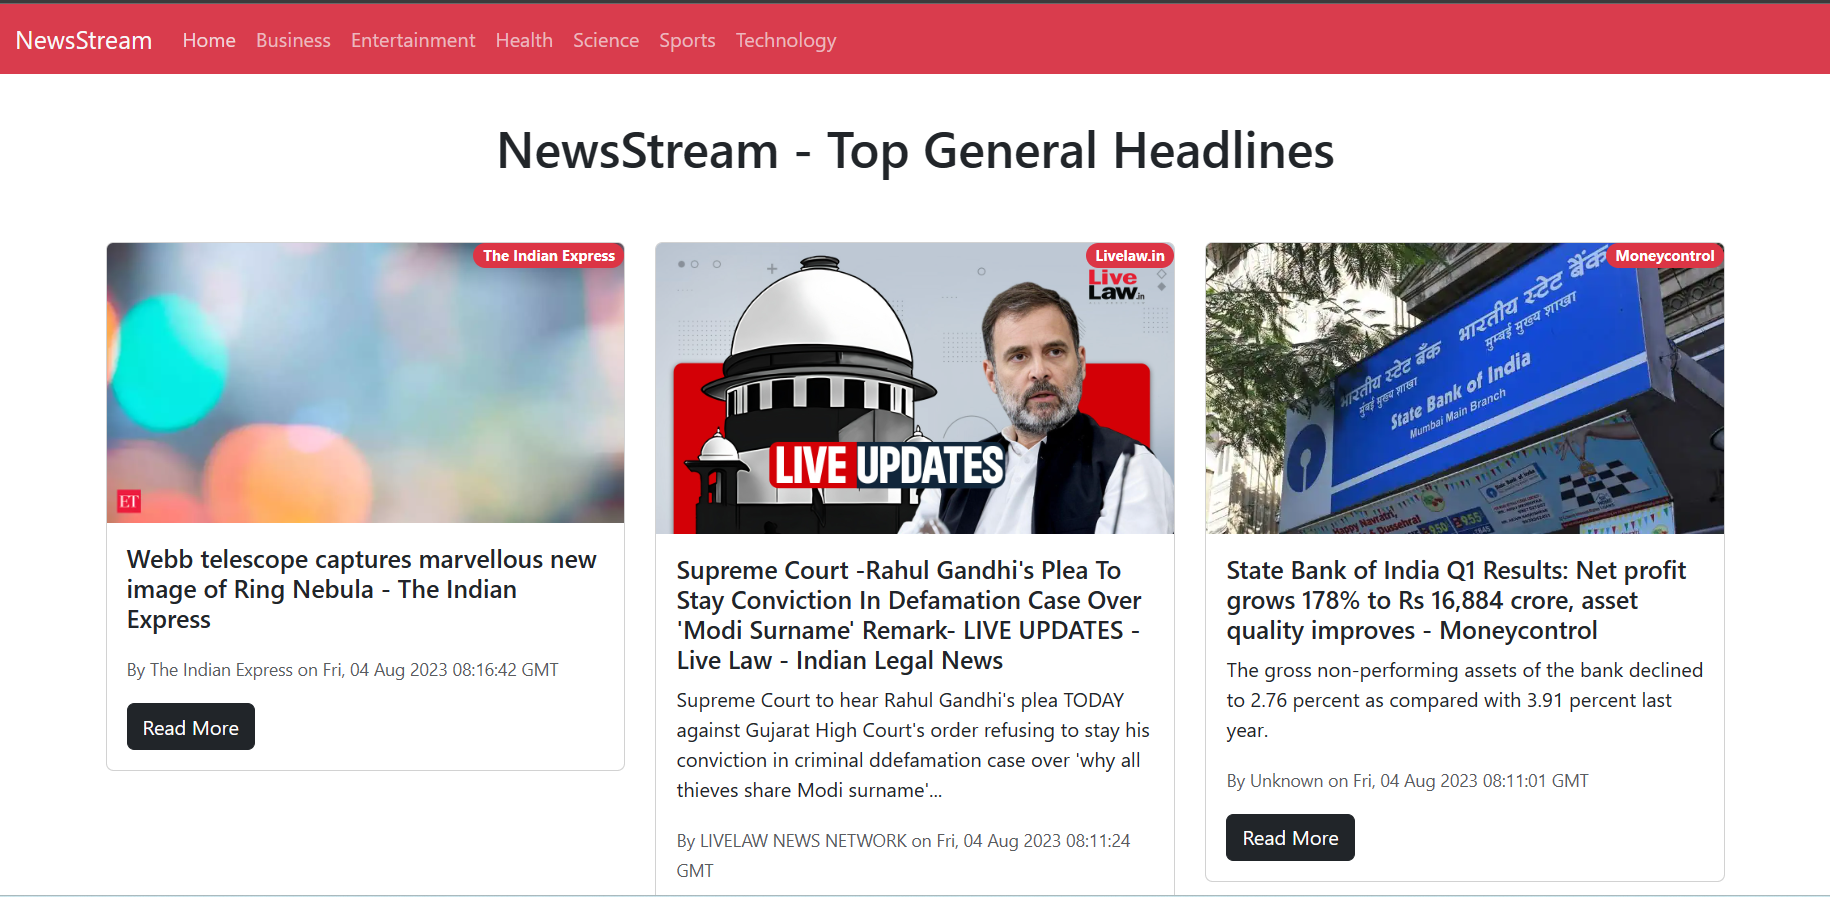 NewsStream Home Business Entertainment Health Science Sports Technology
NewsStream - Top General Headlines
The Indian Express
ET
Webb telescope captures marvellous new
image of Ring Nebula - The Indian
Express
By The Indian Express on Fri, 04 Aug 2023 08:16:42 GMT
Read More
Livelaw.in
Live
Law.in
LIVE UPDATES
Supreme Court -Rahul Gandhi's Plea To
Stay Conviction In Defamation Case Over
'Modi Surname' Remark- LIVE UPDATES -
Live Law - Indian Legal News
Supreme Court to hear Rahul Gandhi's plea TODAY
against Gujarat High Court's order refusing to stay his
conviction in criminal ddefamation case over 'why all
thieves share Modi surname'...
By LIVELAW NEWS NETWORK on Fri, 04 Aug 2023 08:11:24
GMT
Moneycontrol
भारतीय स्टेट बैंक
मुंबई मुख्य शाखा
भारतीय स्टेट बैंक
मुंबई मुख्य शाखा
State Bank of India
Mumbai Main Branch
Happy Navratri,
& Dussehra!
9.50
9.55
State Bank of India Q1 Results: Net profit
grows 178% to Rs 16,884 crore, asset
quality improves - Moneycontrol
The gross non-performing assets of the bank declined
to 2.76 percent as compared with 3.91 percent last
year.
By Unknown on Fri, 04 Aug 2023 08:11:01 GMT
Read More